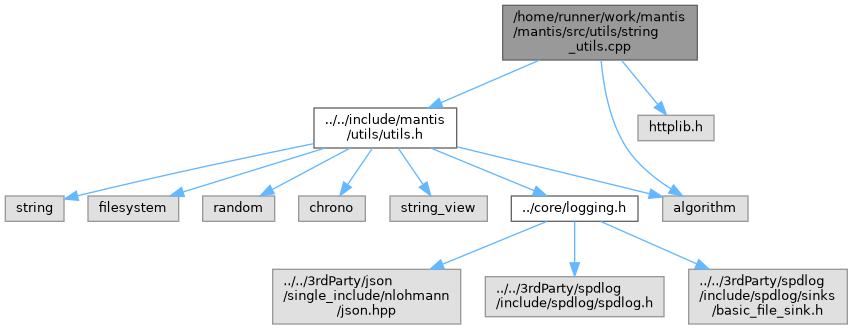 /home/runner/work/mantis
/mantis/src/utils/string
_utils.cpp
../../include/mantis
/utils/utils.h
httplib.h
string
filesystem
random
chrono
string_view
../core/logging.h
algorithm
../../3rdParty/json
/single_include/nlohmann
/json.hpp
../../3rdParty/spdlog
/include/spdlog/spdlog.h
../../3rdParty/spdlog
/include/spdlog/sinks
/basic_file_sink.h